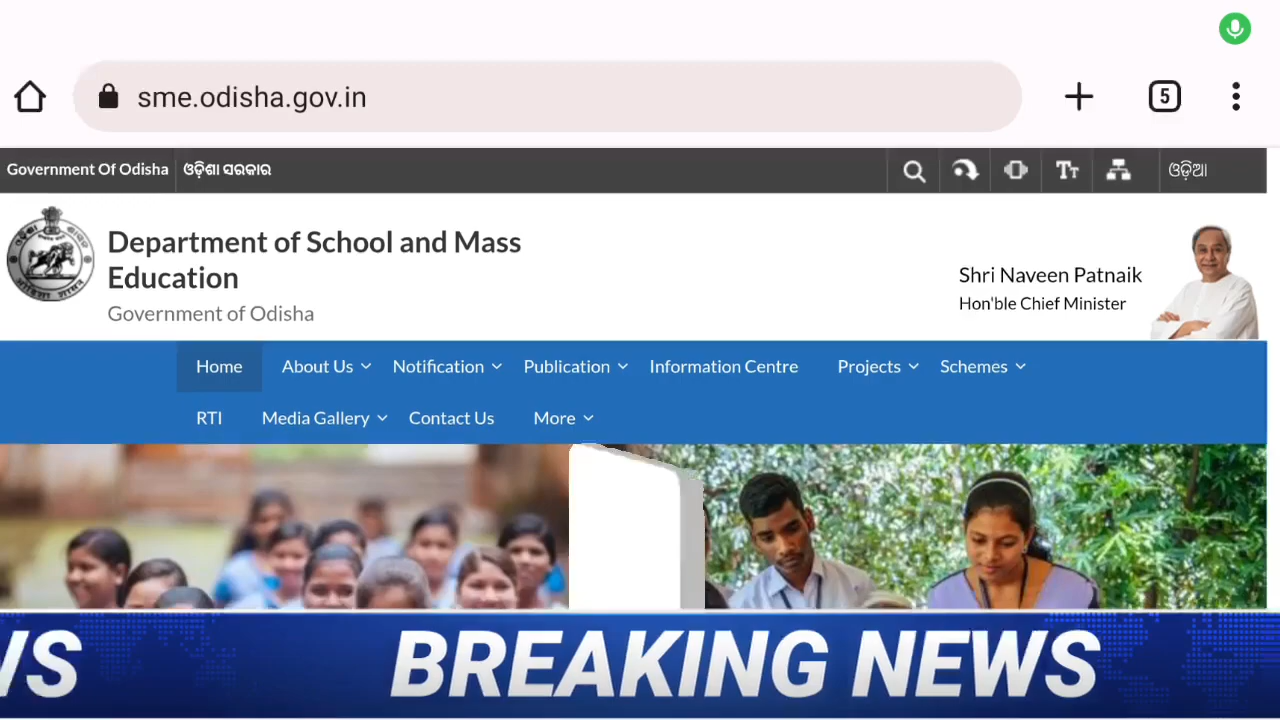 sme.odisha.gov.in
5
Government Of Odisha
ଓଡ଼ିଶା ସରକାର
TT
ଓଡ଼ିଆ
Department of School and Mass
Education
Government of Odisha
Shri Naveen Patnaik
Hon'ble Chief Minister
Home About Us Notification Publication Information Centre Projects Schemes
RTI Media Gallery Contact Us More
WS BREAKING NEWS